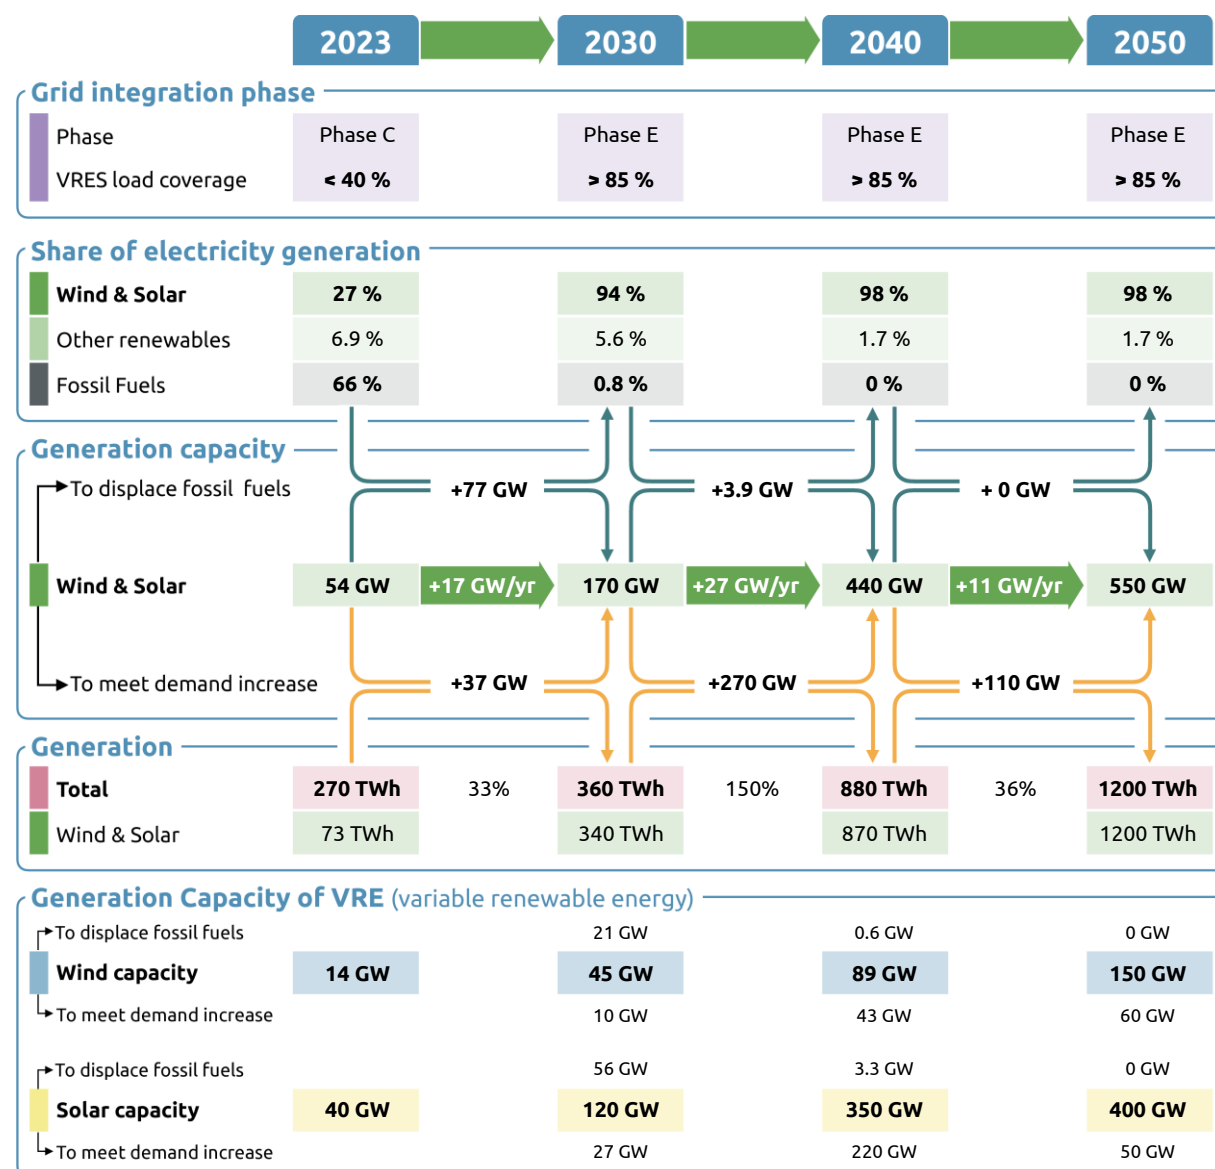 2023 2030 2040 2050
Grid integration phase
Phase Phase C Phase E Phase E Phase E
VRES load coverage < 40 % > 85 % > 85 % > 85 %
Share of electricity generation
Wind & Solar 27 % 94 % 98 % 98 %
Other renewables 6.9 % 5.6 % 1.7 % 1.7 %
Fossil Fuels 66 % 0.8 % 0 % 0 %
Generation capacity
To displace fossil fuels +77 GW +3.9 GW + 0 GW
Wind & Solar 54 GW +17 GW/yr 170 GW +27 GW/yr 440 GW +11 GW/yr 550 GW
To meet demand increase +37 GW +270 GW +110 GW
Generation
Total 270 TWh 33% 360 TWh 150% 880 TWh 36% 1200 TWh
Wind & Solar 73 TWh 340 TWh 870 TWh 1200 TWh
Generation Capacity of VRE (variable renewable energy)
To displace fossil fuels 21 GW 0.6 GW 0 GW
Wind capacity 14 GW 45 GW 89 GW 150 GW
To meet demand increase 10 GW 43 GW 60 GW
To displace fossil fuels 56 GW 3.3 GW 0 GW
Solar capacity 40 GW 120 GW 350 GW 400 GW
To meet demand increase 27 GW 220 GW 50 GW